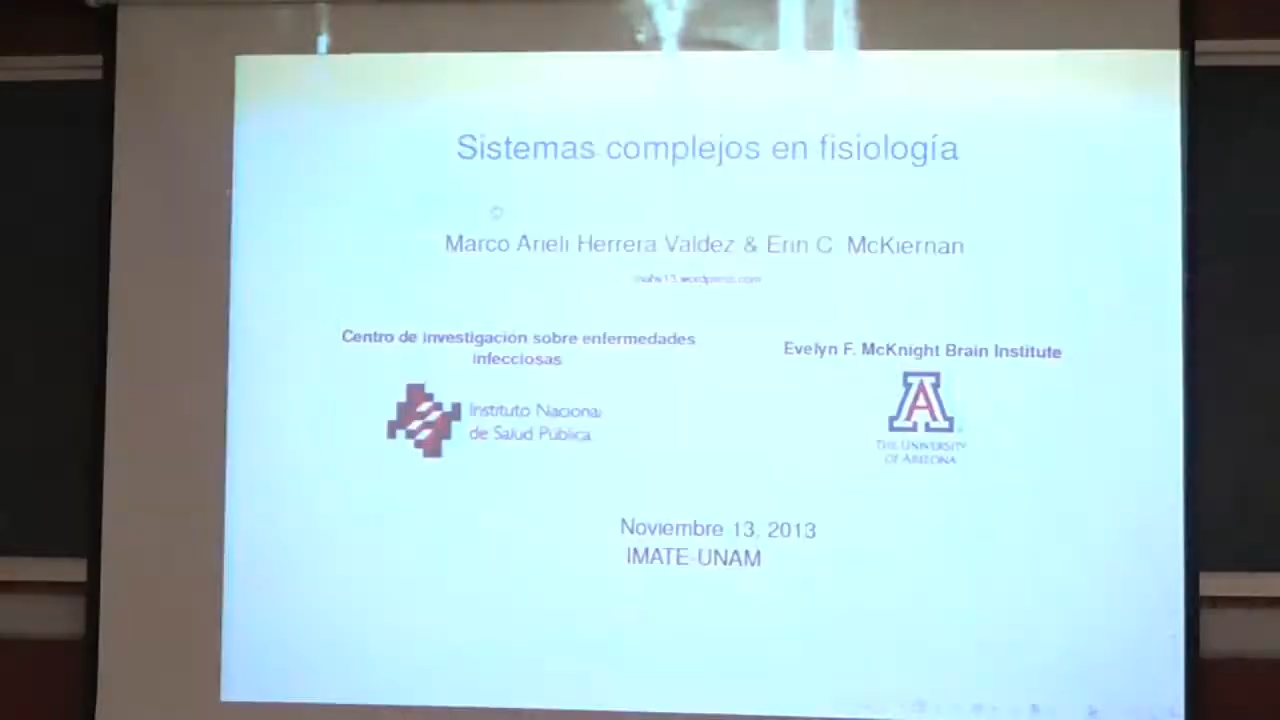 Sistemas complejos en fisiología
Marco Arieli Herrera Valdez & Erin C. McKiernan
Centro de investigación sobre enfermedades
infecciosas
Evelyn F. McKnight Brain Institute
Instituto Nacional
de Salud Pública
THE UNIVERSITY
OF ARIZONA
Noviembre 13, 2013
IMATE-UNAM